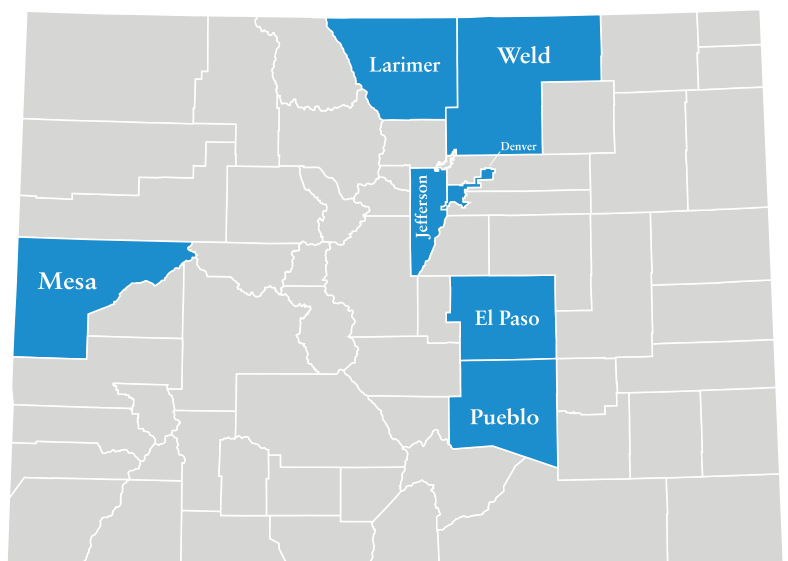 Larimer
Weld
Denver
Jefferson
Mesa
El Paso
Pueblo